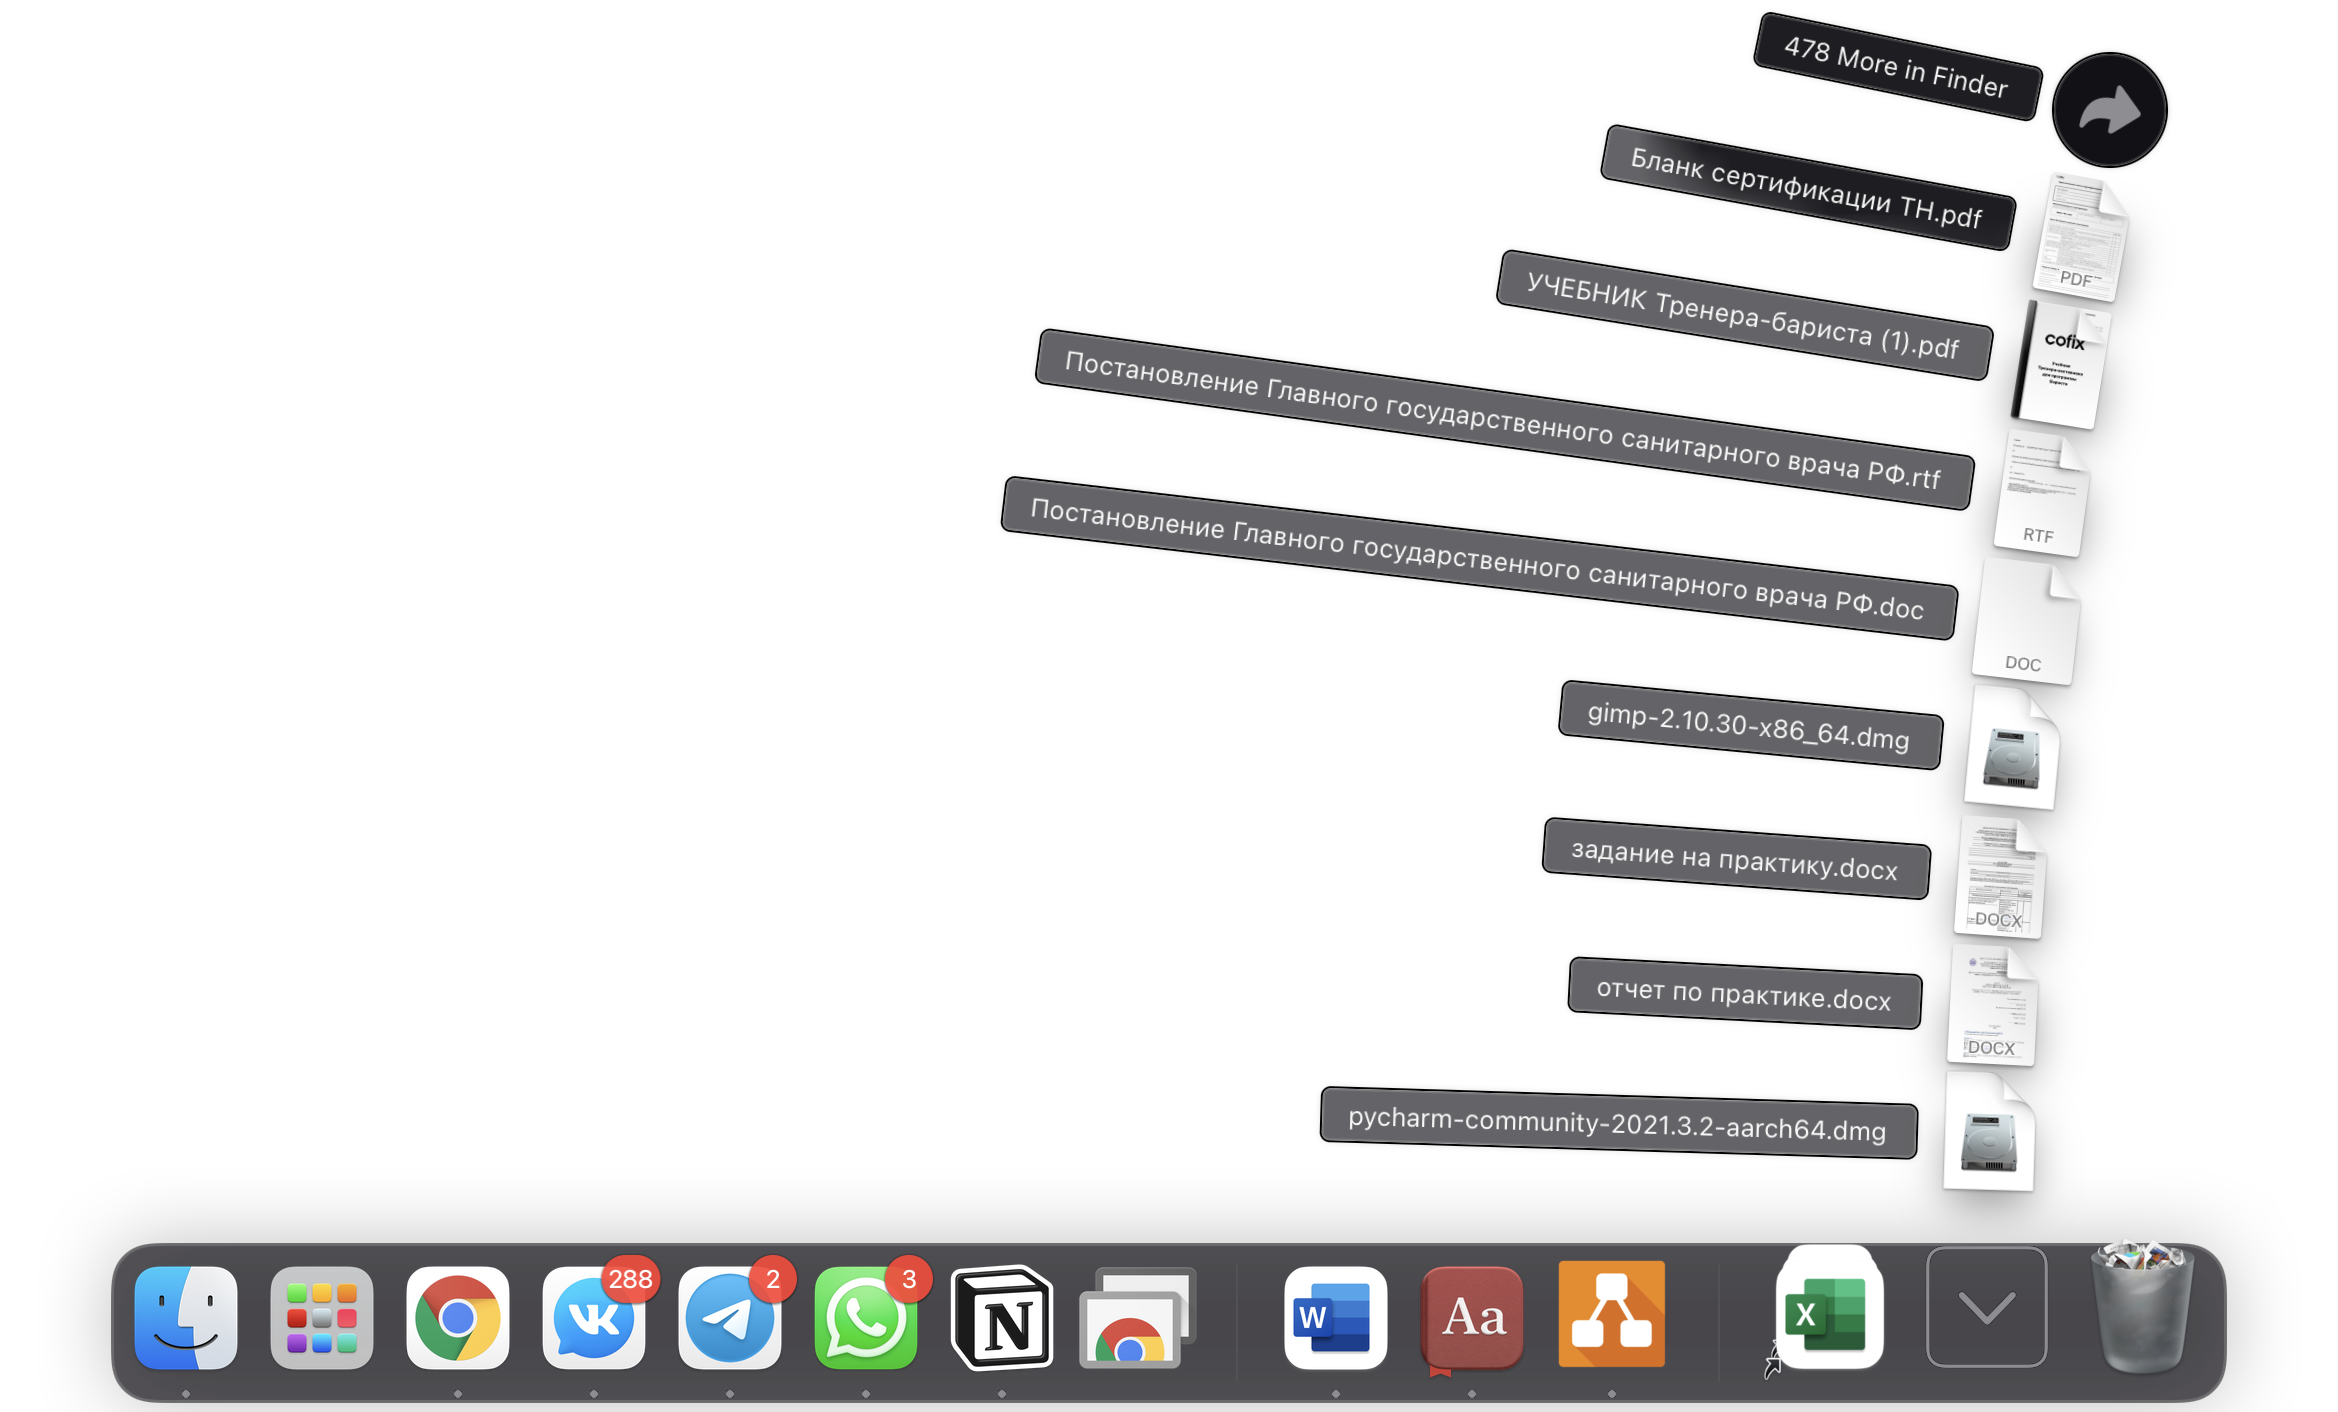 478 More in Finder
Бланк сертификации ТН.pdf
PDF
УЧЕБНИК Тренера-бариста (1).pdf
cofix
Постановление Главного государственного санитарного врача РФ.rtf
RTF
Постановление Главного государственного санитарного врача РФ.doc
DOC
gimp-2.10.30-x86_64.dmg
задание на практику.docx
DOCX
отчет по практике.docx
DOCX
pycharm-community-2021.3.2-aarch64.dmg
288
2
3
N
W
Aa
X